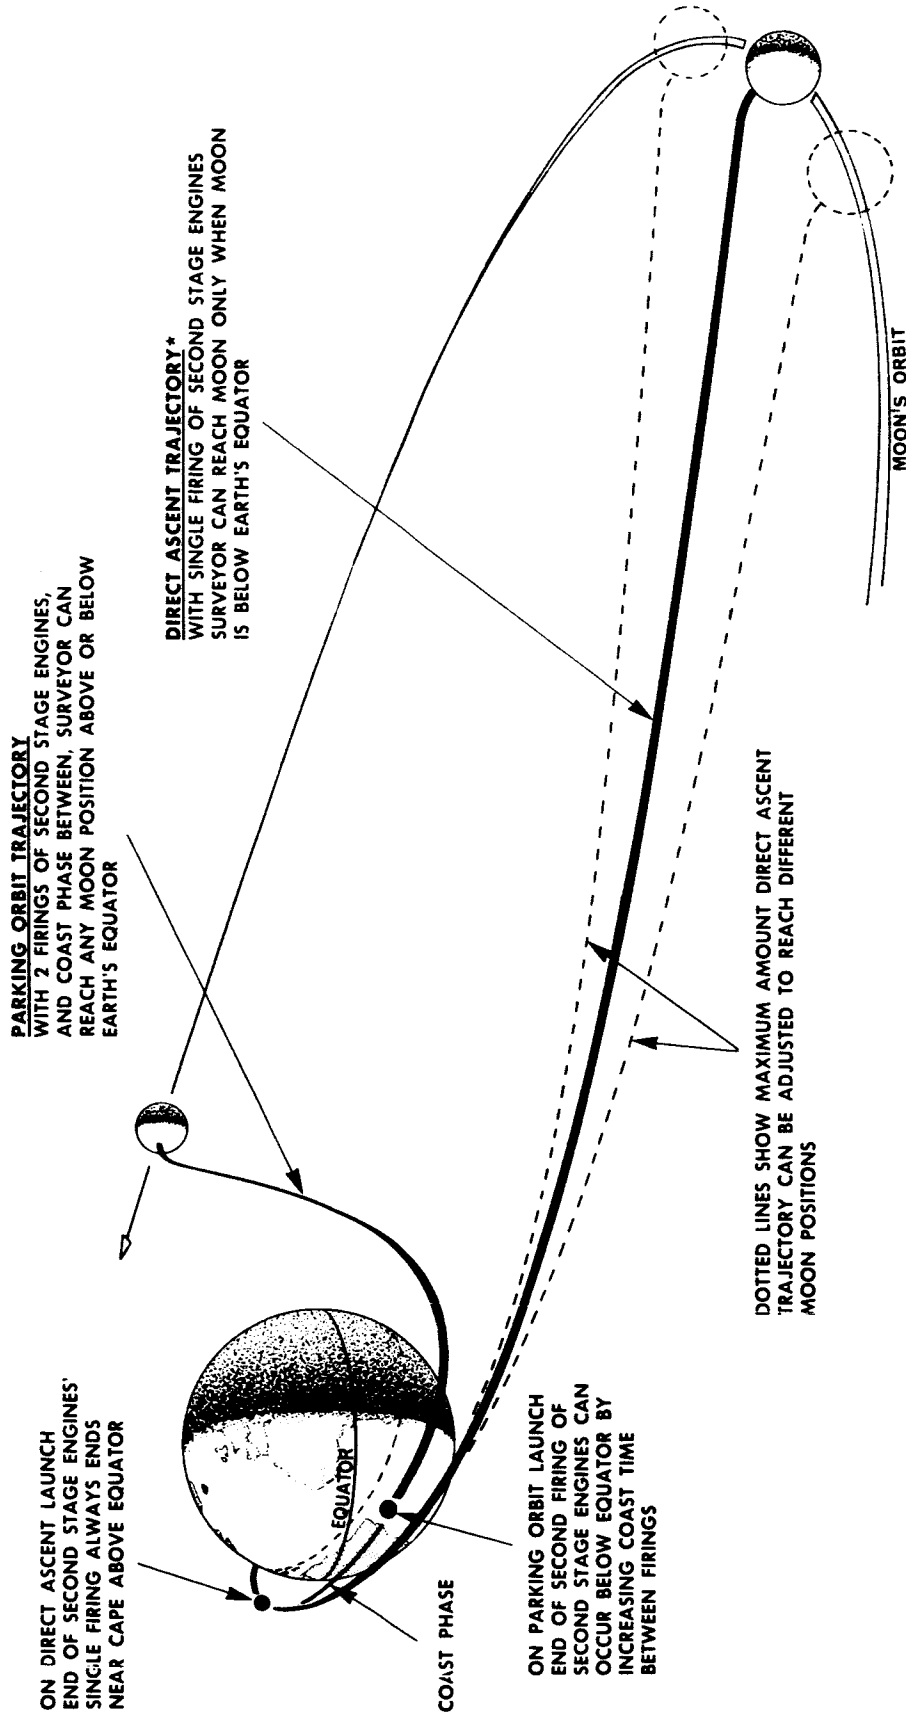 PARKING ORBIT TRAJECTORY
WITH 2 FIRINGS OF SECOND STAGE ENGINES,
AND COAST PHASE BETWEEN, SURVEYOR CAN
REACH ANY MOON POSITION ABOVE OR BELOW
EARTH'S EQUATOR
DIRECT ASCENT TRAJECTORY*
WITH SINGLE FIRING OF SECOND STAGE ENGINES
SURVEYOR CAN REACH MOON ONLY WHEN MOON
IS BELOW EARTH'S EQUATOR
ON DIRECT ASCENT LAUNCH
END OF SECOND STAGE ENGINES'
SINGLE FIRING ALWAYS ENDS
NEAR CAPE ABOVE EQUATOR
EQUATOR
COAST PHASE
ON PARKING ORBIT LAUNCH
END OF SECOND FIRING OF
SECOND STAGE ENGINES CAN
OCCUR BELOW EQUATOR BY
INCREASING COAST TIME
BETWEEN FIRINGS
DOTTED LINES SHOW MAXIMUM AMOUNT DIRECT ASCENT
TRAJECTORY CAN BE ADJUSTED TO REACH DIFFERENT
MOON POSITIONS
MOON'S ORBIT